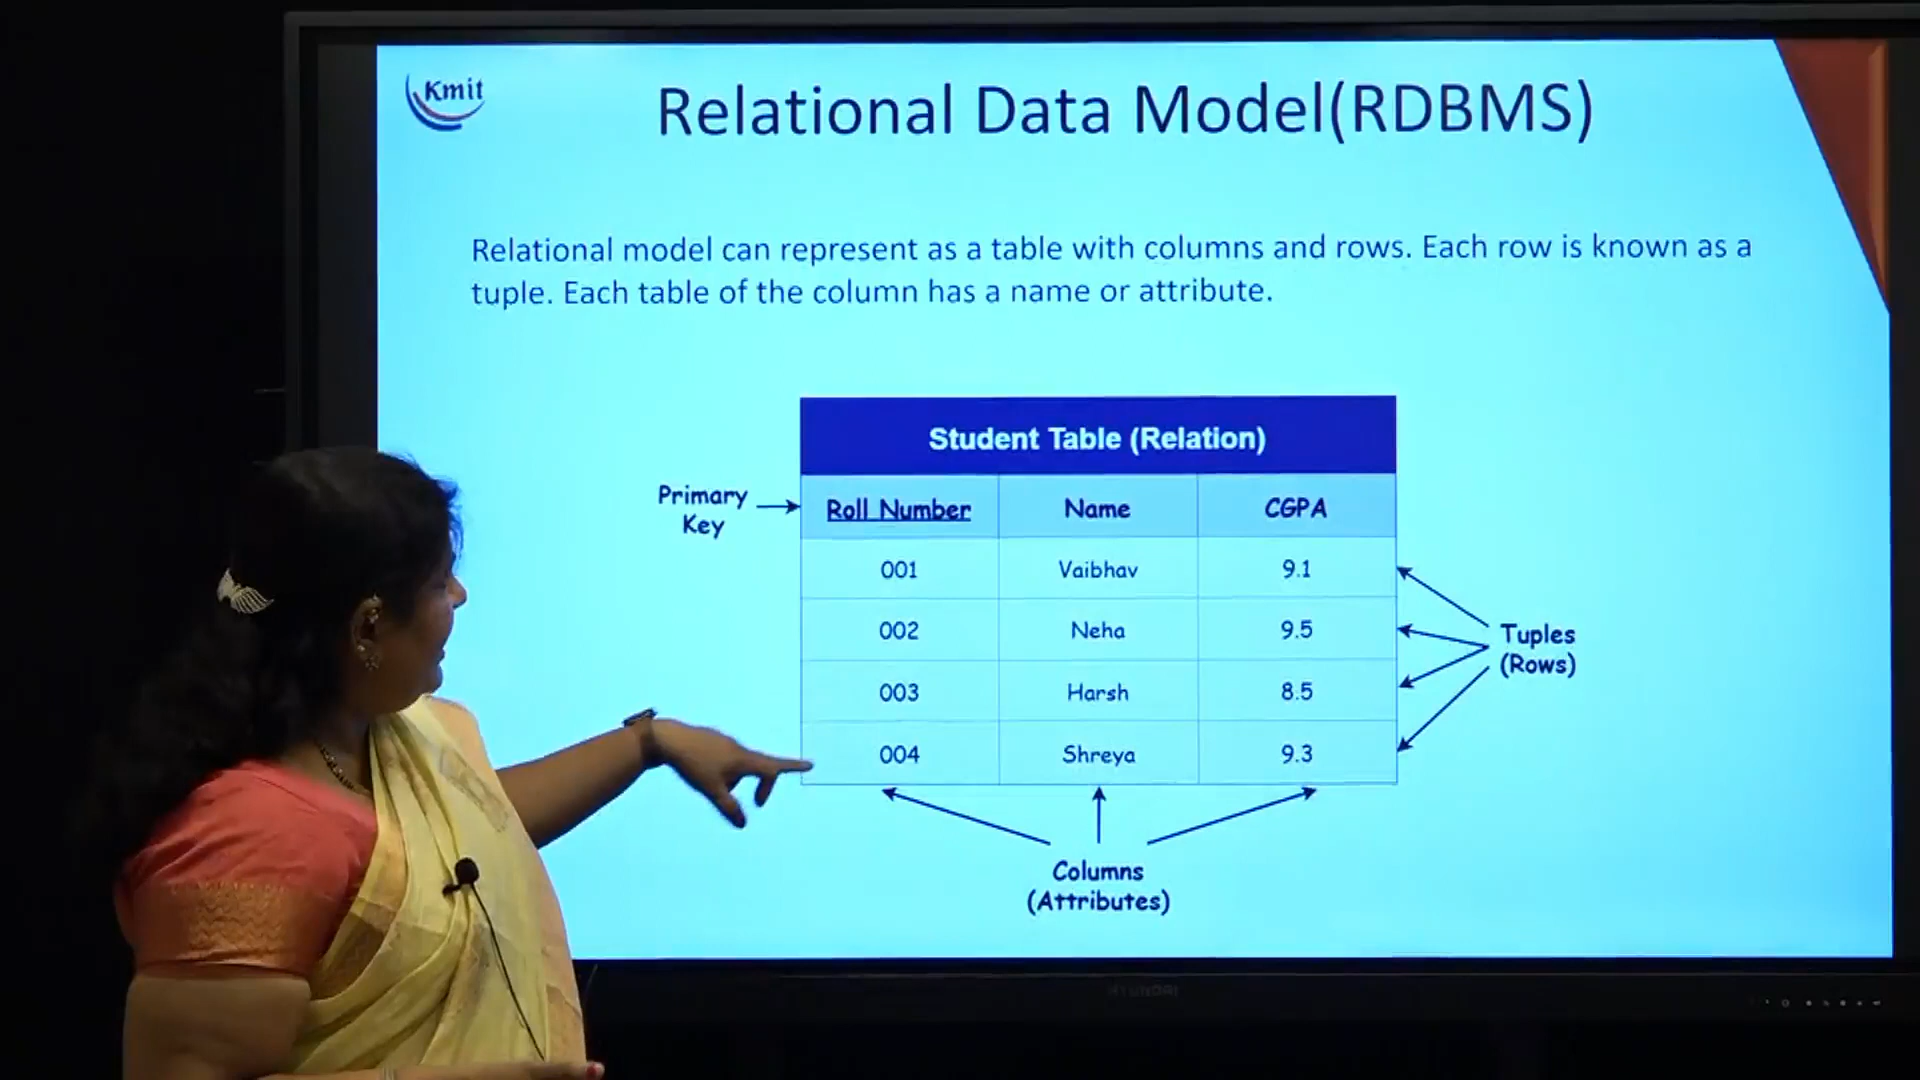 Kmit
Relational Data Model(RDBMS)
Relational model can represent as a table with columns and rows. Each row is known as a
tuple. Each table of the column has a name or attribute.
Student Table (Relation)
Primary
Key
Roll Number Name CGPA
001 Vaibhav 9.1
002 Neha 9.5
003 Harsh 8.5
004 Shreya 9.3
Tuples
(Rows)
Columns
(Attributes)
HYUNDAI